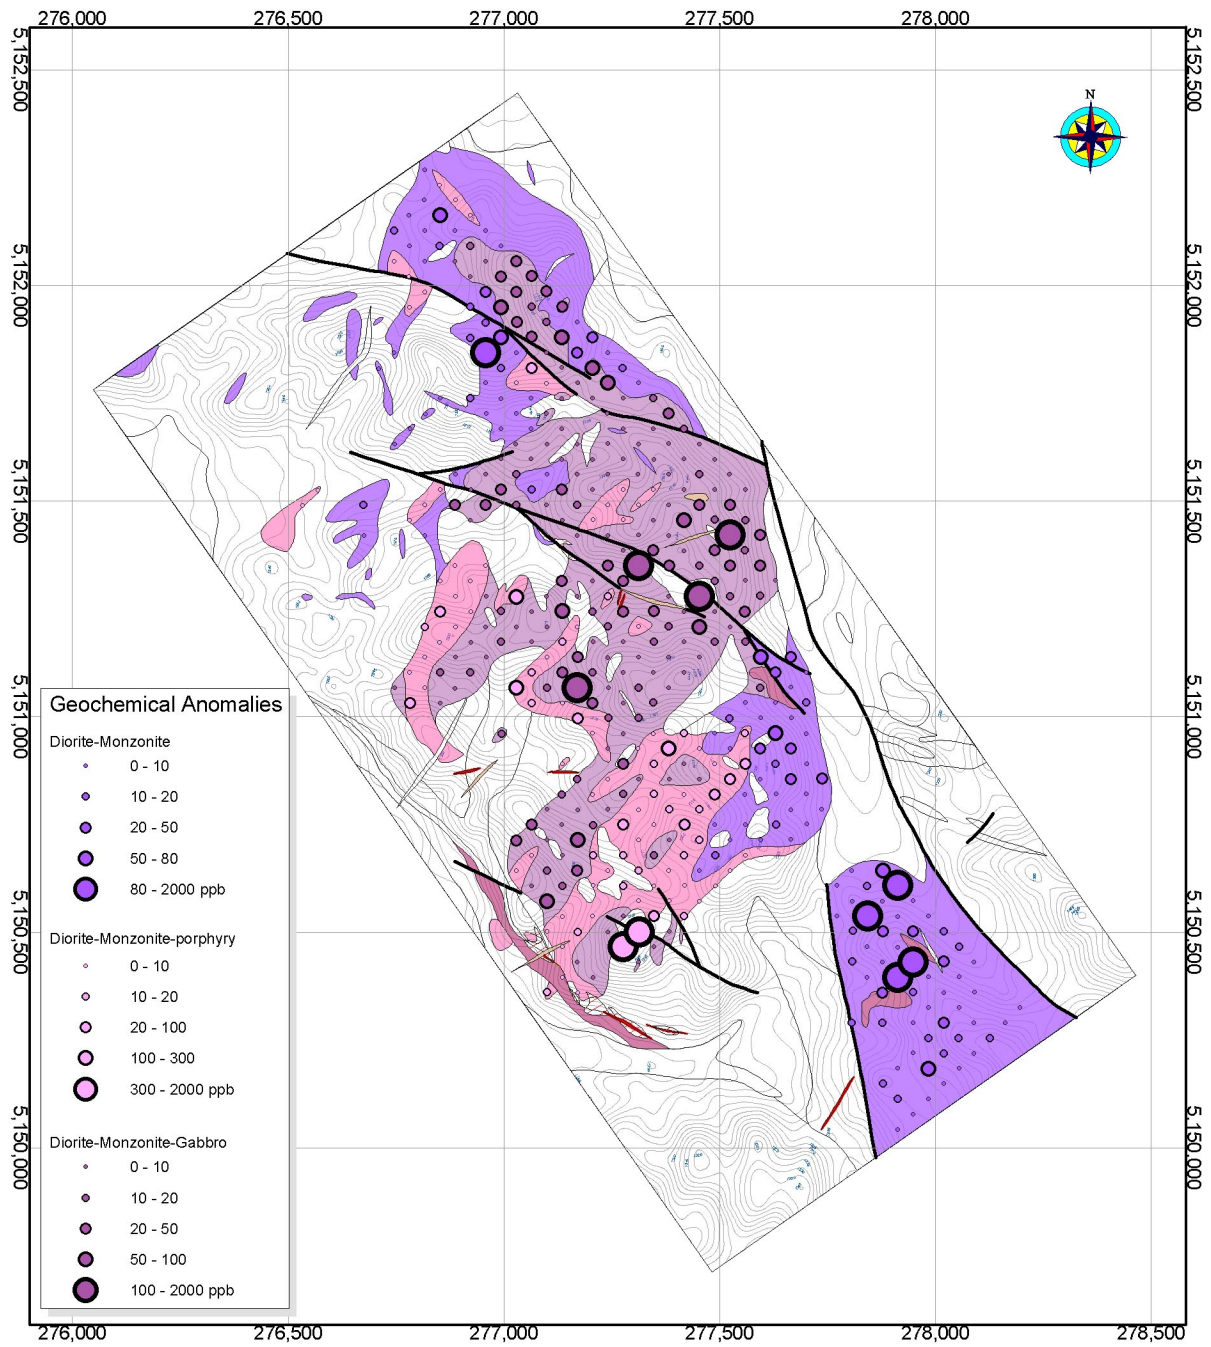 276,000 276,500 277,000 277,500 278,000
5,152,500 5,152,500
N
5,152,000 5,152,000
5,151,500 5,151,500
5,151,000 5,151,000
Geochemical Anomalies
Diorite-Monzonite
0 - 10
10 - 20
20 - 50
50 - 80
80 - 2000 ppb
Diorite-Monzonite-porphyry
0 - 10
10 - 20
20 - 100
100 - 300
300 - 2000 ppb
Diorite-Monzonite-Gabbro
0 - 10
10 - 20
20 - 50
50 - 100
100 - 2000 ppb
5,150,500 5,150,500
5,150,000 5,150,000
276,000 276,500 277,000 277,500 278,000 278,500